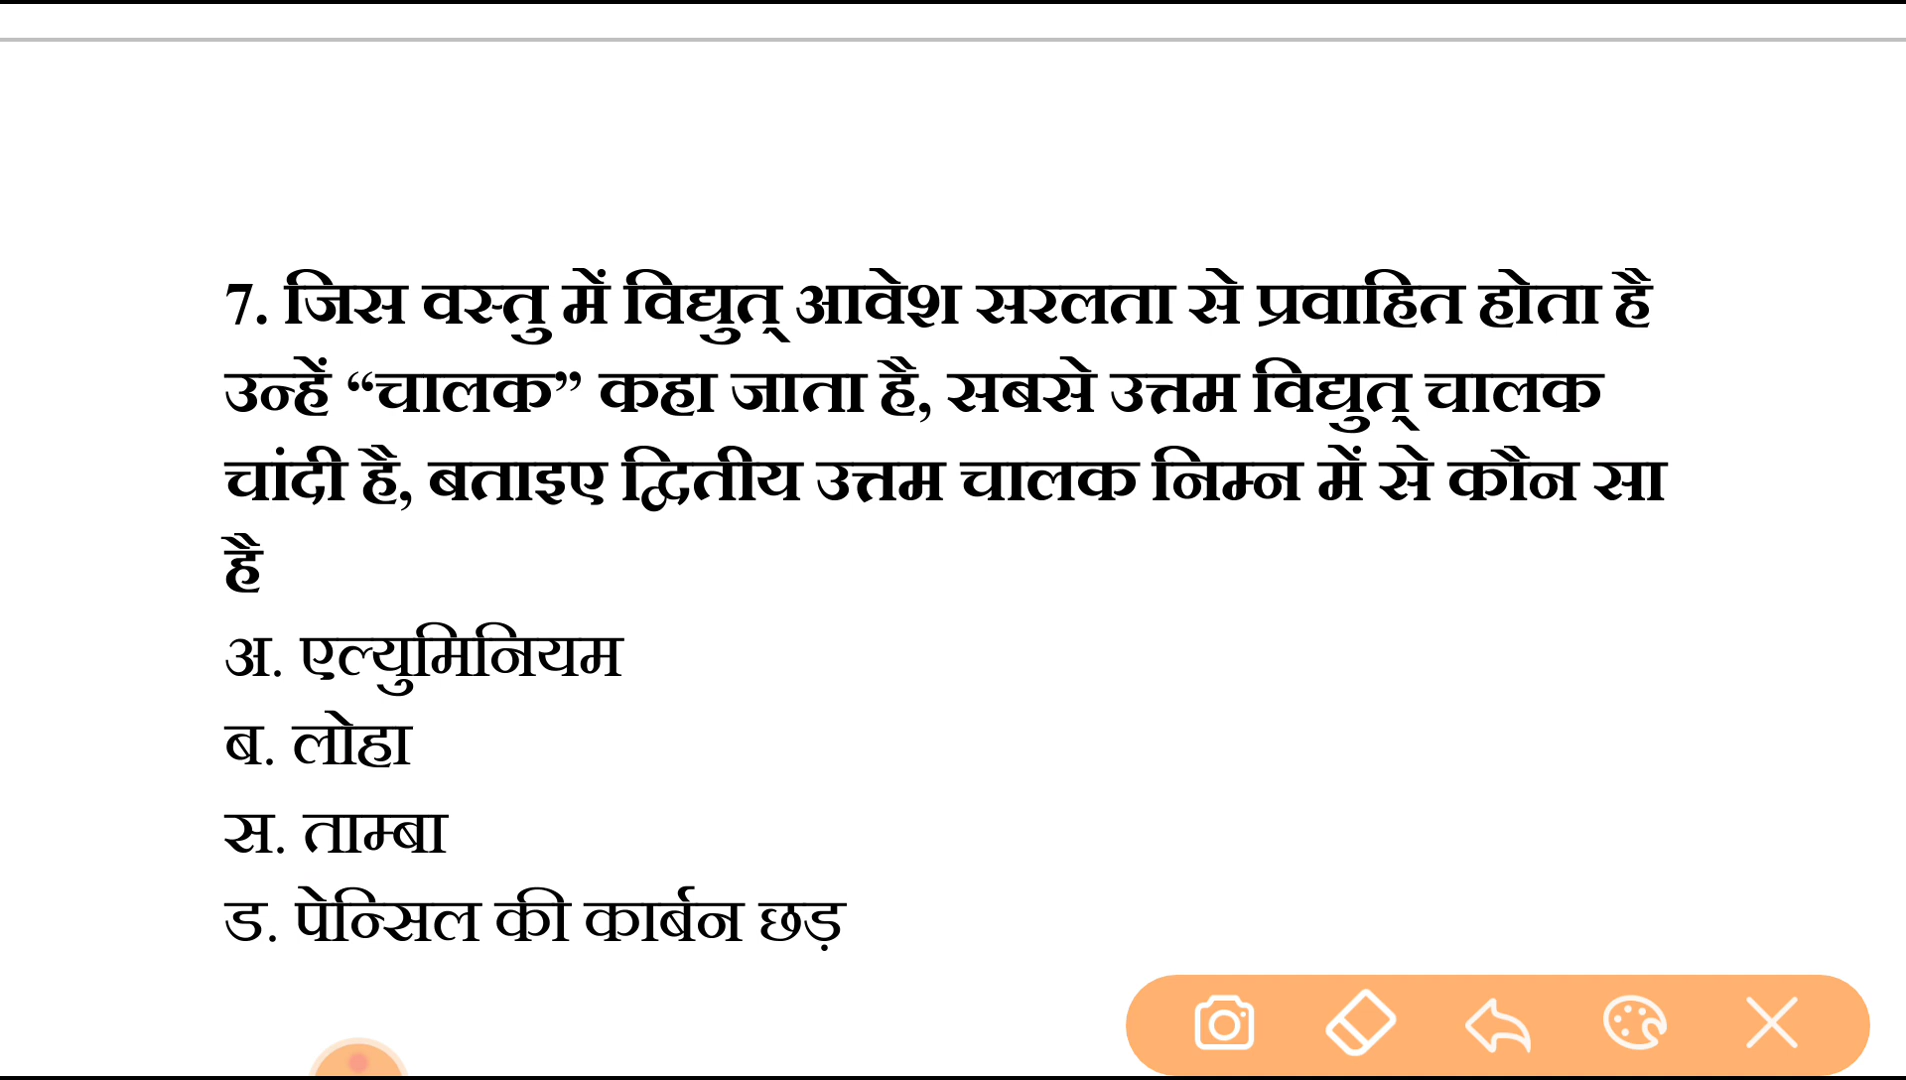 7. जिस वस्तु में विद्युत् आवेश सरलता से प्रवाहित होता है
उन्हें “चालक” कहा जाता है, सबसे उत्तम विद्युत् चालक
चांदी है, बताइए द्वितीय उत्तम चालक निम्न में से कौन सा
है
अ. एल्युमिनियम
ब. लोहा
स. ताम्बा
ड. पेन्सिल की कार्बन छड़